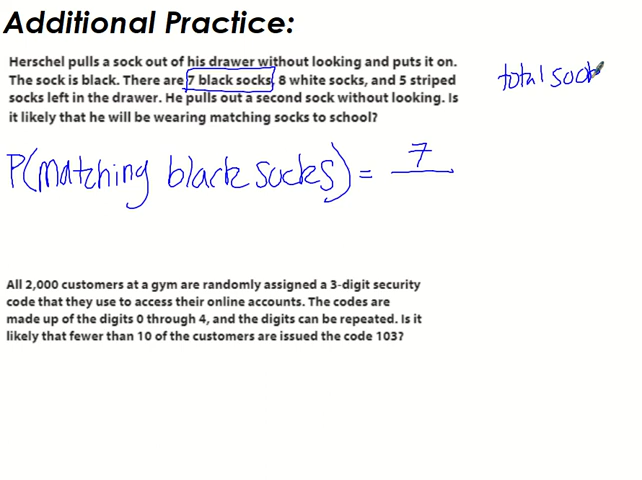 Additional Practice:
Herschel pulls a sock out of his drawer without looking and puts it on.
The sock is black. There are 7 black socks, 8 white socks, and 5 striped
socks left in the drawer. He pulls out a second sock without looking. Is
it likely that he will be wearing matching socks to school?
total sock
P(matching black socks) = 7
All 2,000 customers at a gym are randomly assigned a 3-digit security
code that they use to access their online accounts. The codes are
made up of the digits 0 through 4, and the digits can be repeated. Is it
likely that fewer than 10 of the customers are issued the code 103?